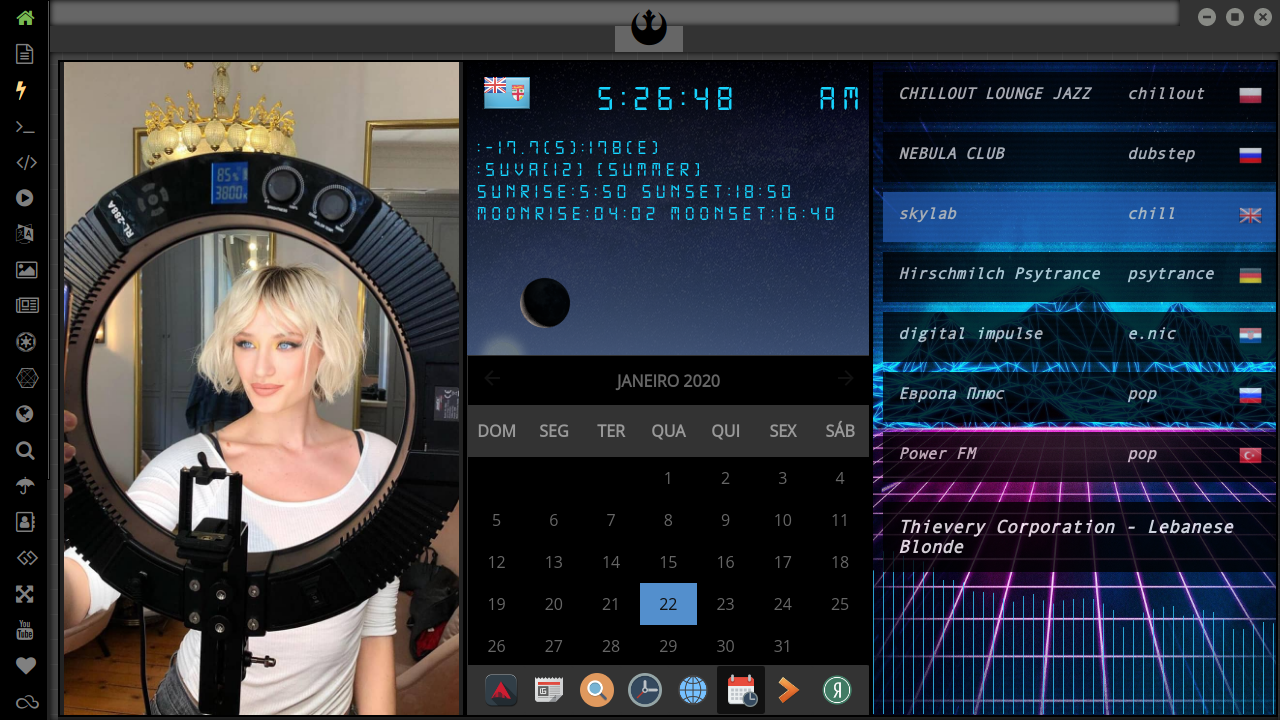 85%
3800K
RL-288A
5:26:48 AM
:-17.7(S):178(E)
:SUVA(12) (SUMMER)
SUNRISE:5:50 SUNSET:18:50
MOONRISE:04:02 MOONSET:16:40
JANEIRO 2020
DOM SEG TER QUA QUI SEX SÁB
1 2 3 4
5 6 7 8 9 10 11
12 13 14 15 16 17 18
19 20 21 22 23 24 25
26 27 28 29 30 31
CHILLOUT LOUNGE JAZZ chillout
NEBULA CLUB dubstep
skylab chill
Hirschmilch Psytrance psytrance
digital impulse e.nic
Европа Плюс pop
Power FM pop
Thievery Corporation - Lebanese
Blonde
You
Tube